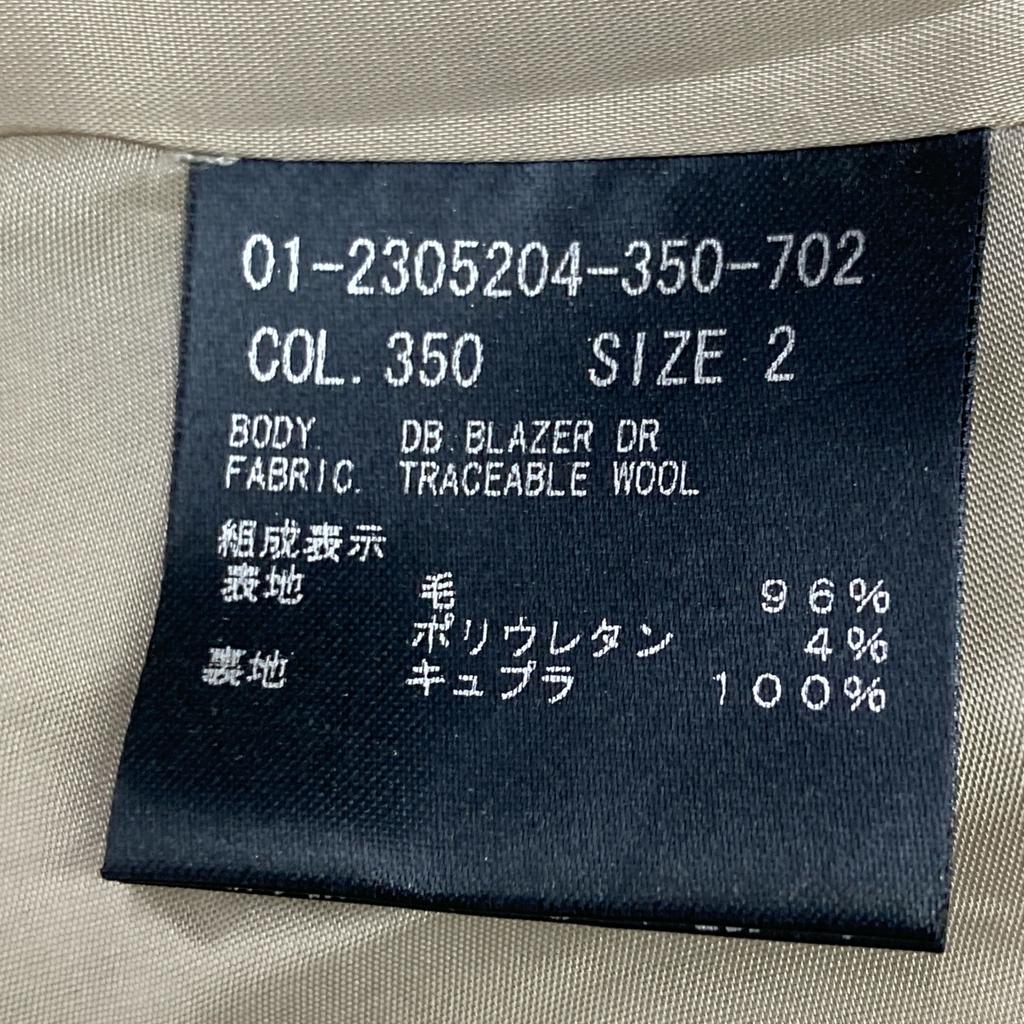 01-2305204-350-702
COL. 350 SIZE 2
BODY. DB.BLAZER DR
FABRIC. TRACEABLE WOOL
組成表示
表地 毛 96%
ポリウレタン 4%
裏地 キュプラ 100%